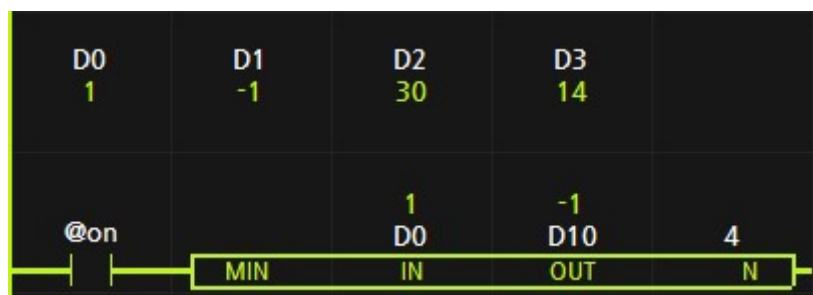 D0 D1 D2 D3
1 -1 30 14
1 -1
@on D0 D10 4
MIN IN OUT N